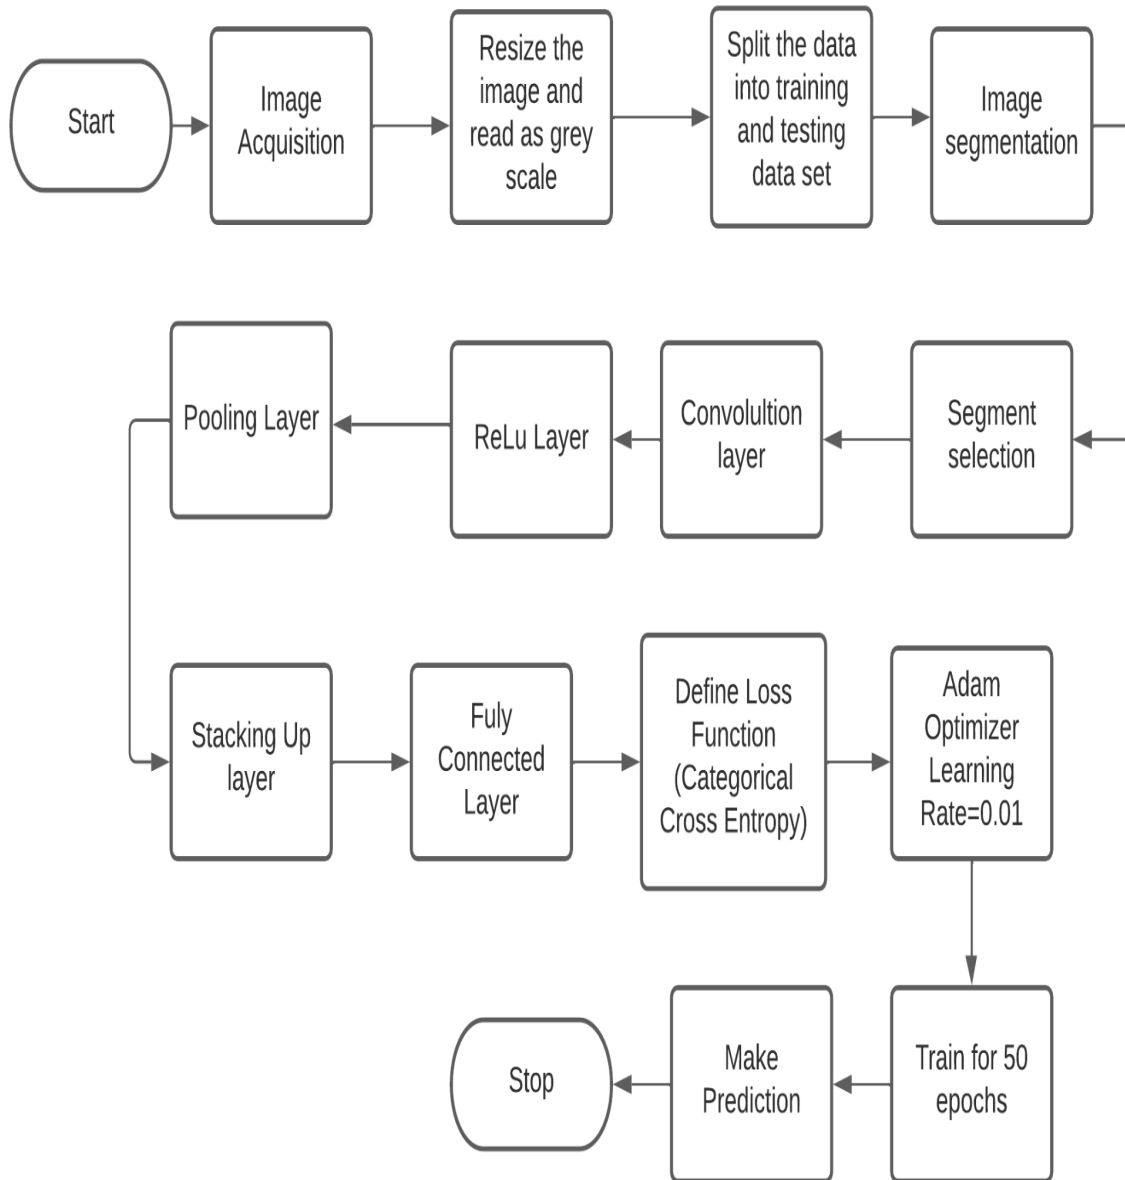 Start
Image
Acquisition
Resize the
image and
read as grey
scale
Split the data
into training
and testing
data set
Image
segmentation
Segment
selection
Convolultion
layer
ReLu Layer
Pooling Layer
Stacking Up
layer
Fuly
Connected
Layer
Define Loss
Function
(Categorical
Cross Entropy)
Adam
Optimizer
Learning
Rate=0.01
Train for 50
epochs
Make
Prediction
Stop